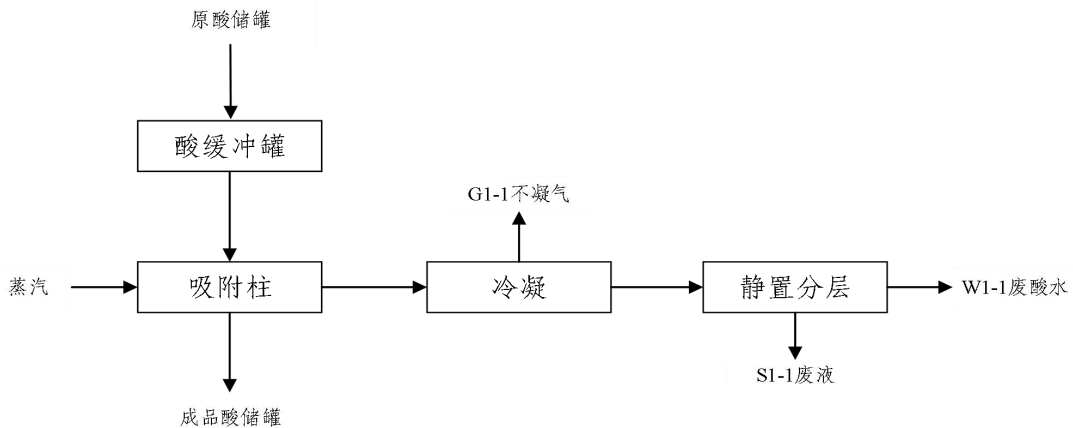 原酸储罐
酸缓冲罐
G1-1不凝气
蒸汽
吸附柱
冷凝
静置分层
W1-1废酸水
S1-1废液
成品酸储罐